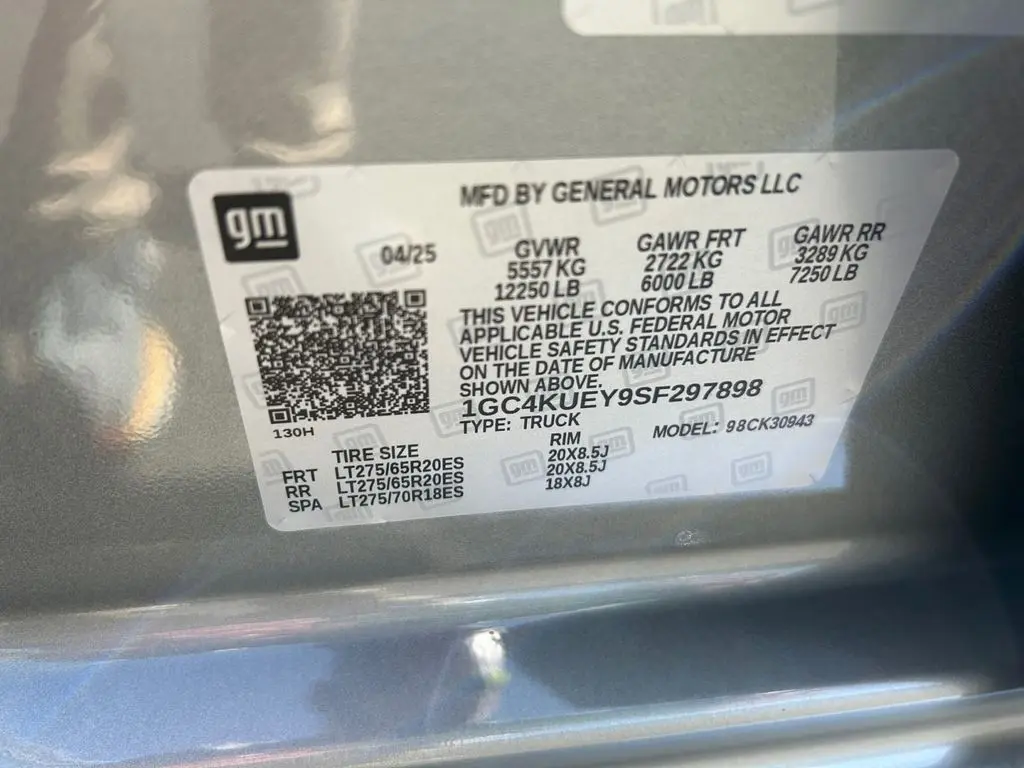 MFD BY GENERAL MOTORS LLC
gm
04/25
GVWR GAWR FRT GAWR RR
5557 KG 2722 KG 3289 KG
12250 LB 6000 LB 7250 LB
THIS VEHICLE CONFORMS TO ALL
APPLICABLE U.S. FEDERAL MOTOR
VEHICLE SAFETY STANDARDS IN EFFECT
ON THE DATE OF MANUFACTURE
SHOWN ABOVE.
1GC4KUEY9SF297898
130H
TYPE: TRUCK MODEL: 98CK30943
TIRE SIZE RIM
FRT LT275/65R20ES 20X8.5J
RR LT275/65R20ES 20X8.5J
SPA LT275/70R18ES 18X8J